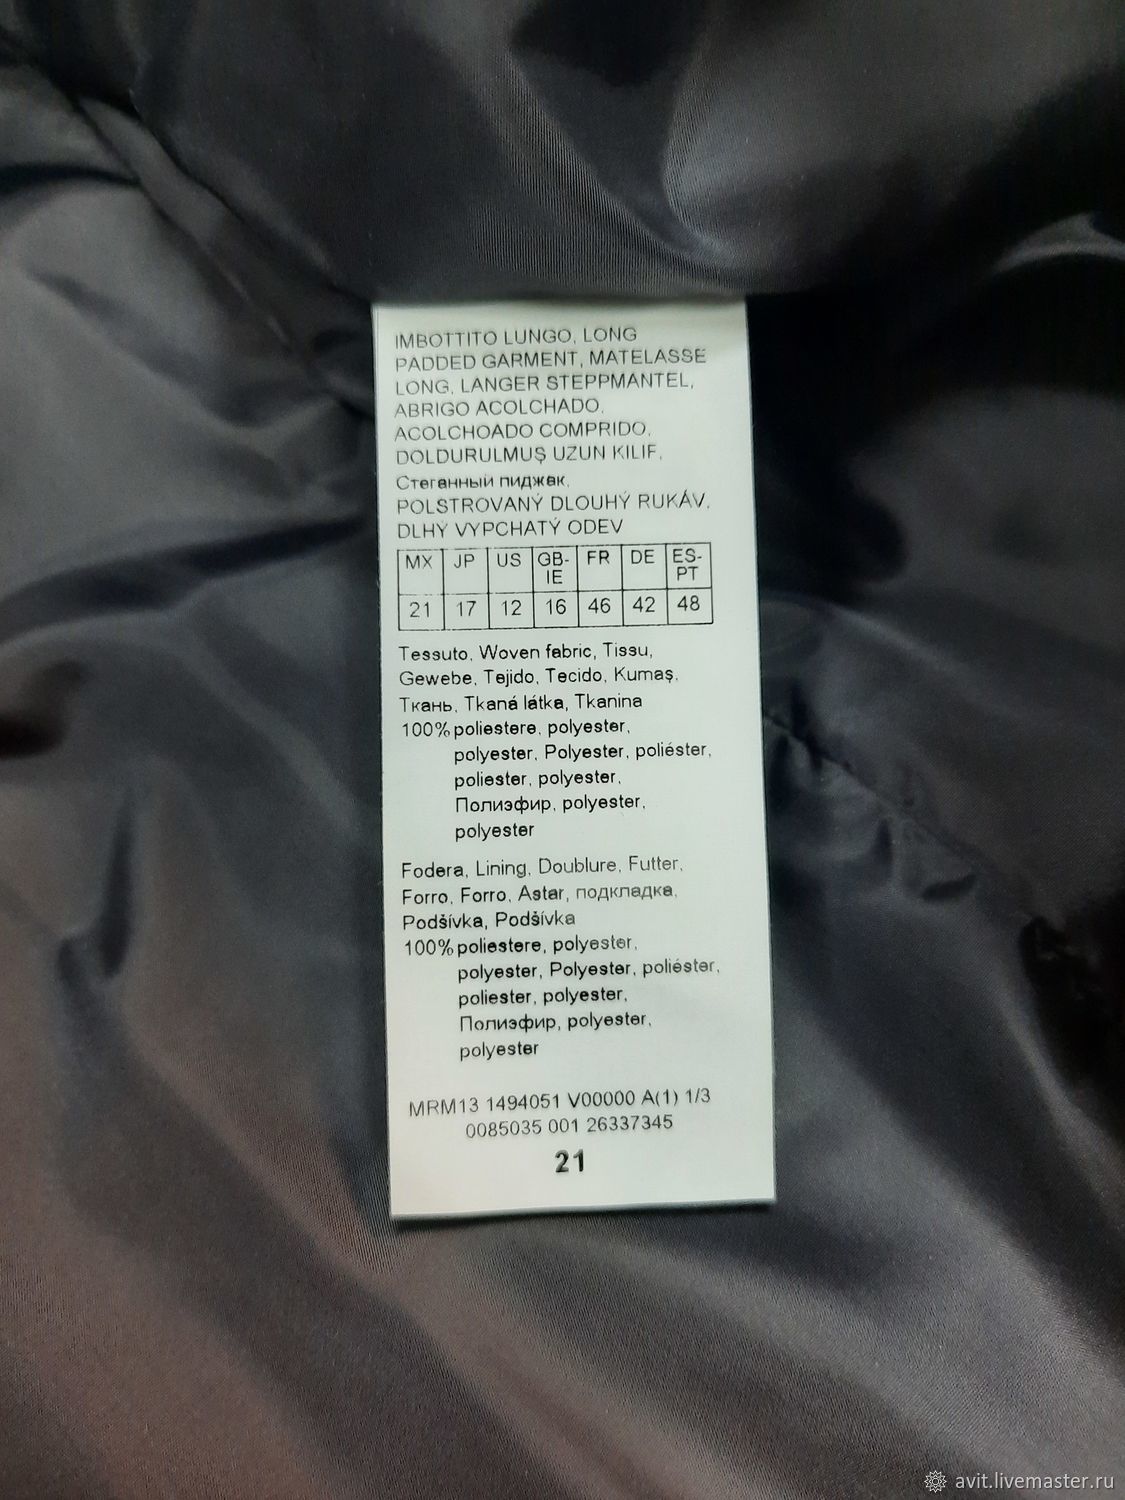 IMBOTTITO LUNGO, LONG
PADDED GARMENT, MATELASSE
LONG, LANGER STEPPMANTEL,
ABRIGO ACOLCHADO,
ACOLCHOADO COMPRIDO,
DOLDURULMUŞ UZUN KILIF,
Стеганный пиджак,
POLSTROVANÝ DLOUHÝ RUKÁV,
DLHÝ VYPCHATÝ ODEV
MX JP US GB-IE FR DE ES-PT
21 17 12 16 46 42 48
Tessuto, Woven fabric, Tissu,
Gewebe, Tejido, Tecido, Kumaş,
Ткань, Tkaná látka, Tkanina
100% poliestere, polyester,
polyester, Polyester, poliéster,
poliester, polyester,
Полиэфир, polyester,
polyester
Fodera, Lining, Doublure, Futter,
Forro, Forro, Astar, подкладка,
Podšívka, Podšívka
100% poliestere, polyester,
polyester, Polyester, poliéster,
poliester, polyester,
Полиэфир, polyester,
polyester
MRM13 1494051 V00000 A(1) 1/3
0085035 001 26337345
21
avit.livemaster.ru